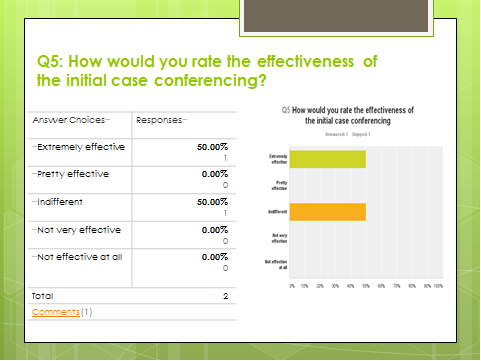 Q5: How would you rate the effectiveness of
the initial case conferencing?
Answer Choices–
Responses–
–Extremely effective
50.00%
1
–Pretty effective
0.00%
0
–Indifferent
50.00%
1
–Not very effective
0.00%
0
–Not effective at all
0.00%
0
Total
2
Comments (1)
Q5 How would you rate the effectiveness of
the initial case conferencing
Answered: 2 Skipped: 1
Extremely
effective
Pretty
effective
Indifferent
Not very
effective
Not effective
at all
0% 10% 20% 30% 40% 50% 60% 70% 80% 90% 100%